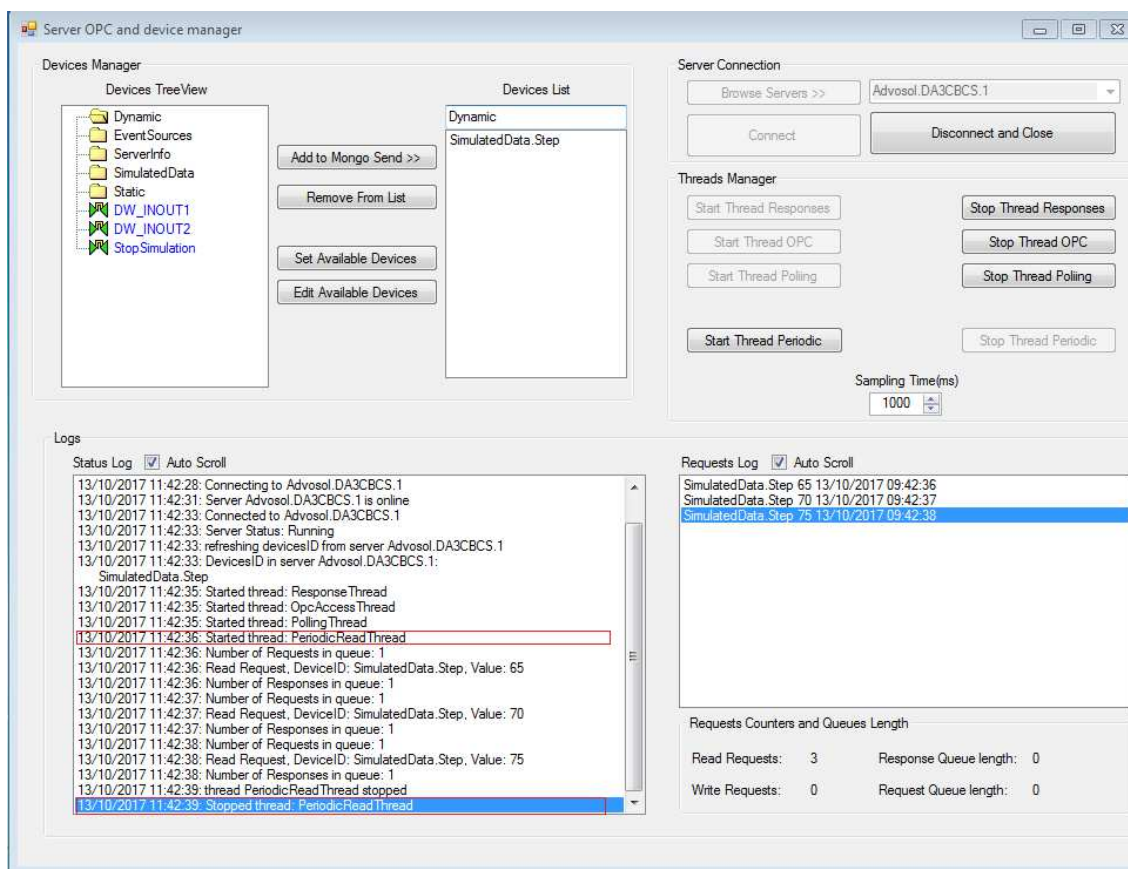 Server OPC and device manager
Devices Manager
Devices TreeView
Dynamic
EventSources
ServerInfo
SimulatedData
Static
DW_INOUT1
DW_INOUT2
StopSimulation
Add to Mongo Send >>
Remove From List
Set Available Devices
Edit Available Devices
Devices List
Dynamic
SimulatedData.Step
Server Connection
Browse Servers >>
Advosol.DA3CBCS.1
Connect
Disconnect and Close
Threads Manager
Start Thread Responses
Stop Thread Responses
Start Thread OPC
Stop Thread OPC
Start Thread Poliing
Stop Thread Poliing
Start Thread Periodic
Stop Thread Periodic
Sampling Time(ms)
1000
Logs
Status Log Auto Scroll
13/10/2017 11:42:28: Connecting to Advosol.DA3CBCS.1
13/10/2017 11:42:31: Server Advosol.DA3CBCS.1 is online
13/10/2017 11:42:33: Connected to Advosol.DA3CBCS.1
13/10/2017 11:42:33: Server Status: Running
13/10/2017 11:42:33: refreshing devicesID from server Advosol.DA3CBCS.1
13/10/2017 11:42:33: DevicesID in server Advosol.DA3CBCS.1:
SimulatedData.Step
13/10/2017 11:42:35: Started thread: ResponseThread
13/10/2017 11:42:35: Started thread: OpcAccessThread
13/10/2017 11:42:35: Started thread: PollingThread
13/10/2017 11:42:36: Started thread: PeriodicReadThread
13/10/2017 11:42:36: Number of Requests in queue: 1
13/10/2017 11:42:36: Read Request, DeviceID: SimulatedData.Step, Value: 65
13/10/2017 11:42:36: Number of Responses in queue: 1
13/10/2017 11:42:37: Number of Requests in queue: 1
13/10/2017 11:42:37: Read Request, DeviceID: SimulatedData.Step, Value: 70
13/10/2017 11:42:37: Number of Responses in queue: 1
13/10/2017 11:42:38: Number of Requests in queue: 1
13/10/2017 11:42:38: Read Request, DeviceID: SimulatedData.Step, Value: 75
13/10/2017 11:42:38: Number of Responses in queue: 1
13/10/2017 11:42:39: thread PeriodicReadThread stopped
13/10/2017 11:42:39: Stopped thread: PeriodicReadThread
Requests Log Auto Scroll
SimulatedData.Step 65 13/10/2017 09:42:36
SimulatedData.Step 70 13/10/2017 09:42:37
SimulatedData.Step 75 13/10/2017 09:42:38
Requests Counters and Queues Length
Read Requests: 3 Response Queue length: 0
Write Requests: 0 Request Queue length: 0